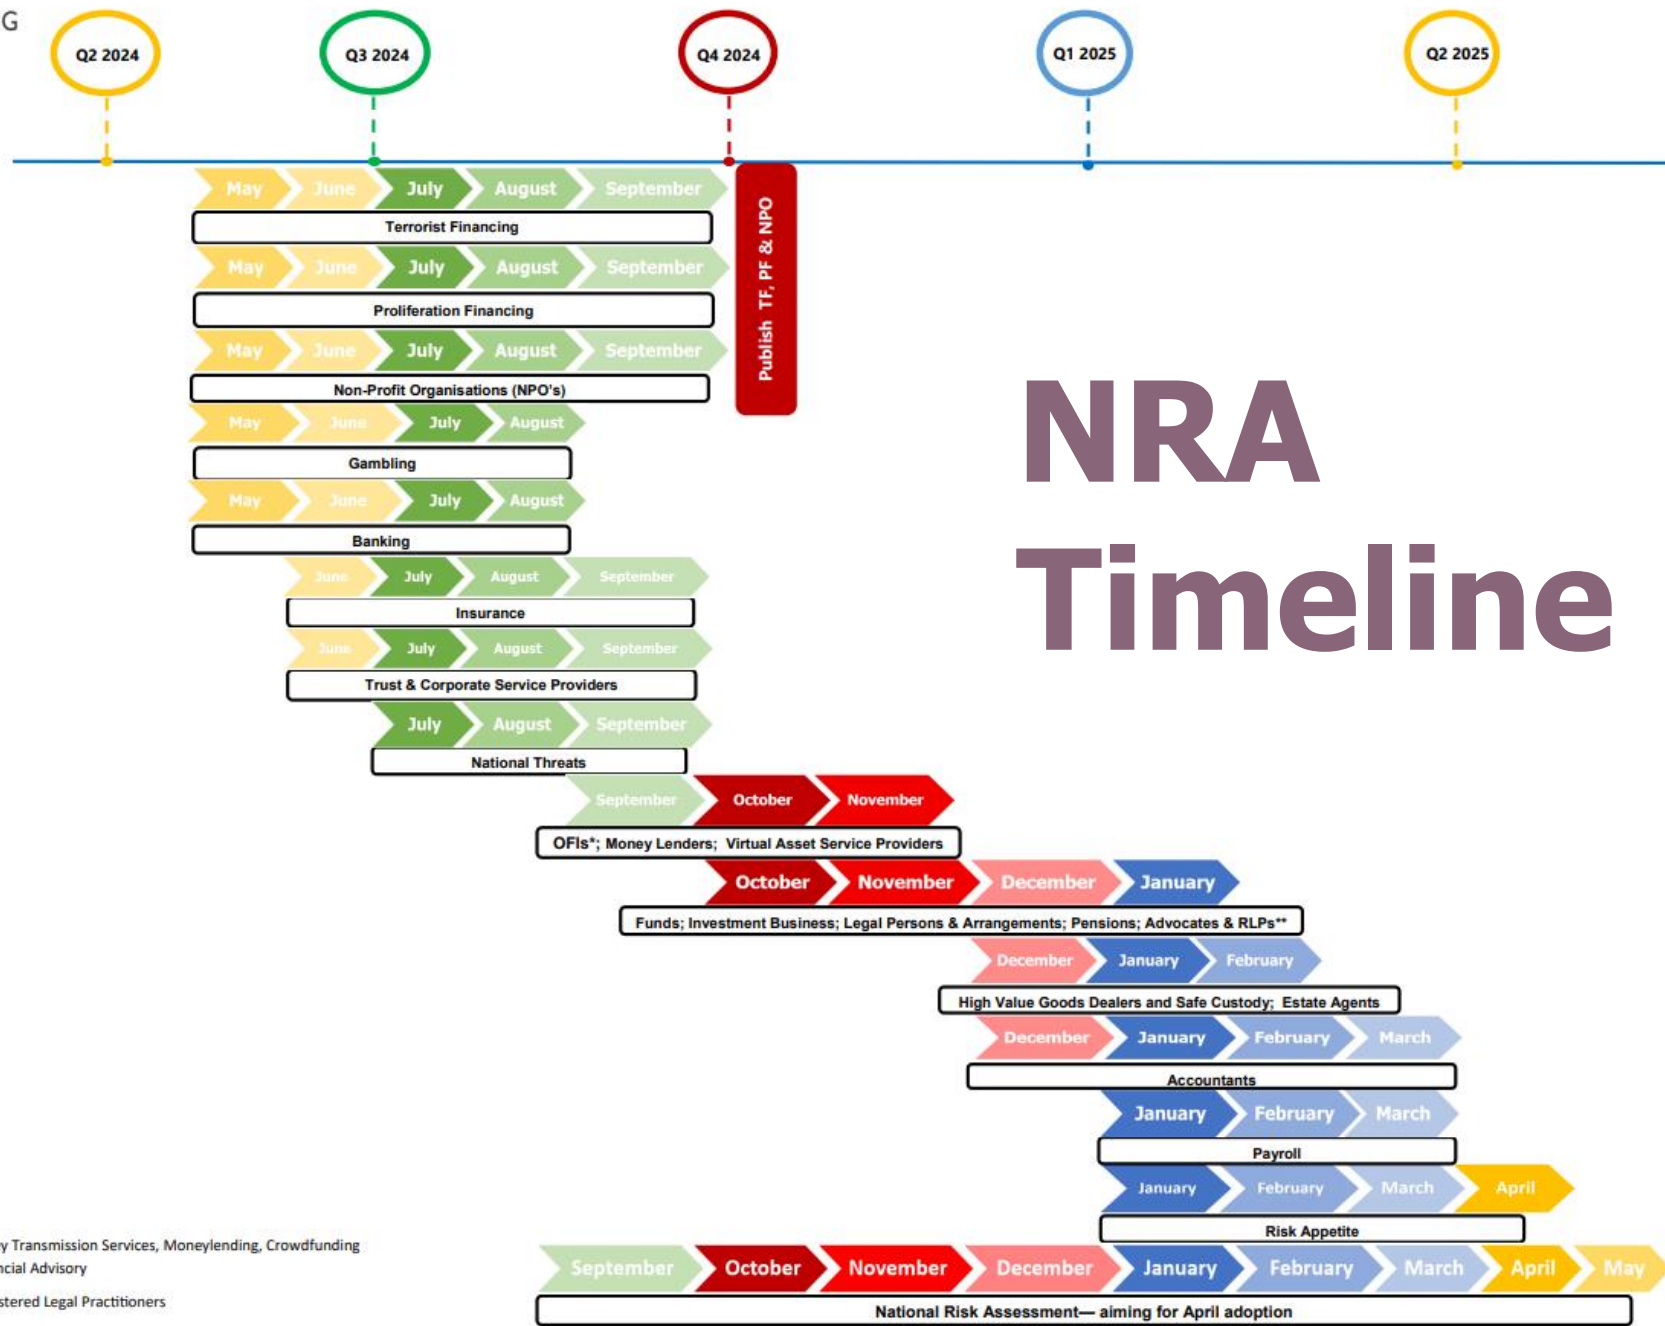 G
Q2 2024
Q3 2024
Q4 2024
Q1 2025
Q2 2025
May June July August September
Terrorist Financing
May June July August September
Proliferation Financing
May June July August September
Non-Profit Organisations (NPO's)
Publish TF, PF & NPO
May June July August
Gambling
May June July August
Banking
NRA
Timeline
June July August September
Insurance
June July August September
Trust & Corporate Service Providers
July August September
National Threats
September October November
OFIs*; Money Lenders; Virtual Asset Service Providers
October November December January
Funds; Investment Business; Legal Persons & Arrangements; Pensions; Advocates & RLPs**
December January February
High Value Goods Dealers and Safe Custody; Estate Agents
December January February March
Accountants
January February March
Payroll
January February March April
Risk Appetite
September October November December January February March April May
National Risk Assessment— aiming for April adoption
y Transmission Services, Moneylending, Crowdfunding
ncial Advisory
stered Legal Practitioners